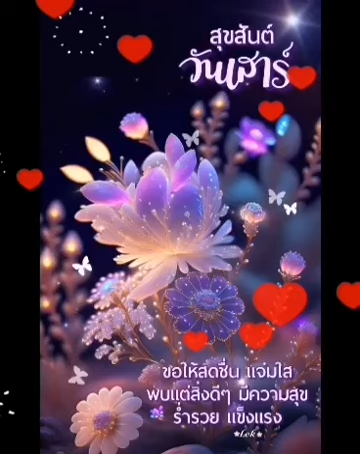 สุขสันต์
วันเสาร์
ขอให้สดชื่น แจ่มใส
พบแต่สิ่งดีๆ มีความสุข
ร่ำรวย แข็งแรง
*Lek*